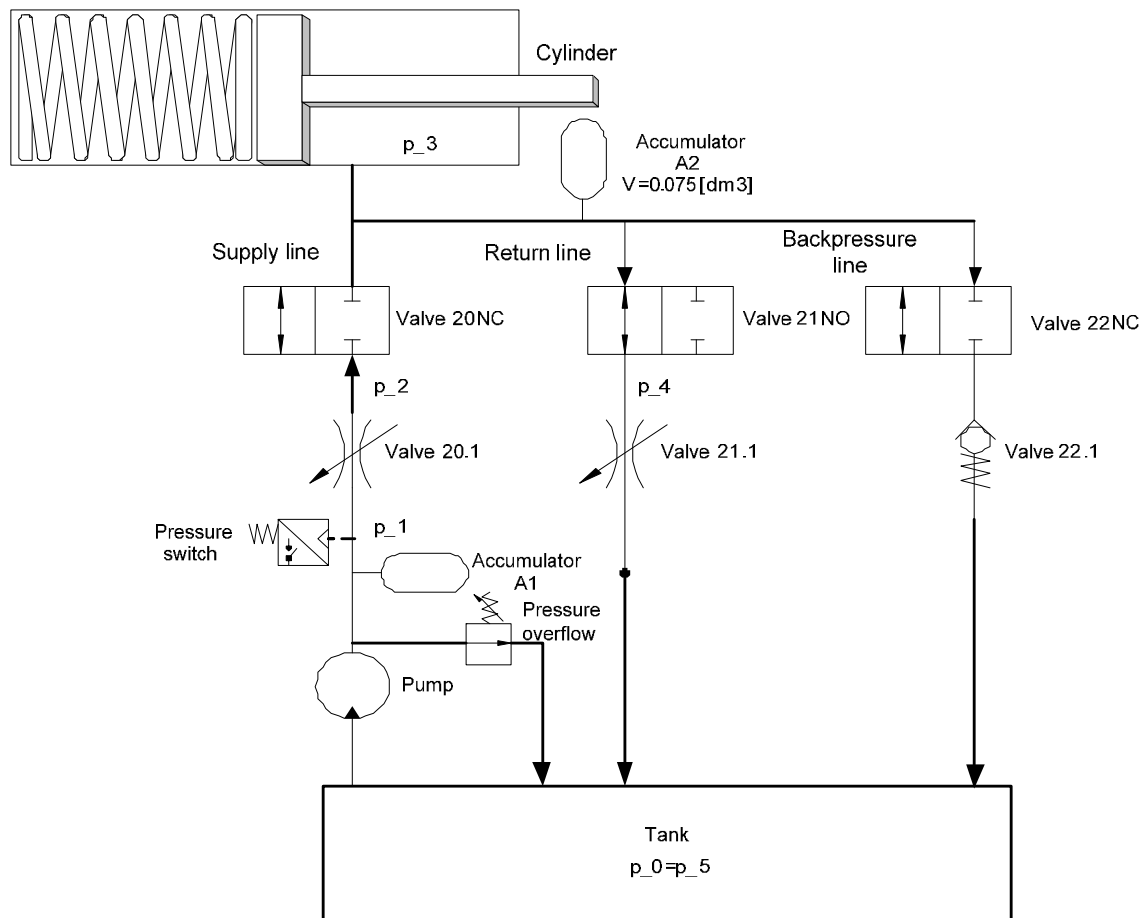 Cylinder
p_3
Accumulator
A2
V=0.075[dm3]
Supply line
Return line
Backpressure
line
Valve 20NC
Valve 21NO
Valve 22NC
p_2
p_4
Valve 20.1
Valve 21.1
Valve 22.1
Pressure
switch
p_1
Accumulator
A1
Pressure
overflow
Pump
Tank
p_0=p_5